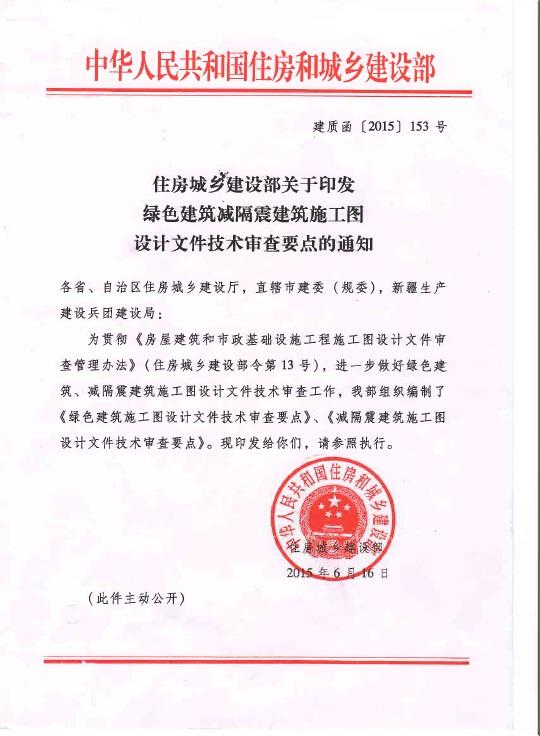 中华人民共和国住房和城乡建设部
建质函〔2015〕153 号
住房城乡建设部关于印发
绿色建筑减隔震建筑施工图
设计文件技术审查要点的通知
各省、自治区住房城乡建设厅，直辖市建委（规委），新疆生产
建设兵团建设局：
为贯彻《房屋建筑和市政基础设施工程施工图设计文件审
查管理办法》（住房城乡建设部令第 13 号），进一步做好绿色建
筑、减隔震建筑施工图设计文件技术审查工作，我部组织编制了
《绿色建筑施工图设计文件技术审查要点》、《减隔震建筑施工图
设计文件技术审查要点》。现印发给你们，请参照执行。
中华人民共和国住房和城乡建设部
住房城乡建设部
2015 年 6 月 16 日
（此件主动公开）